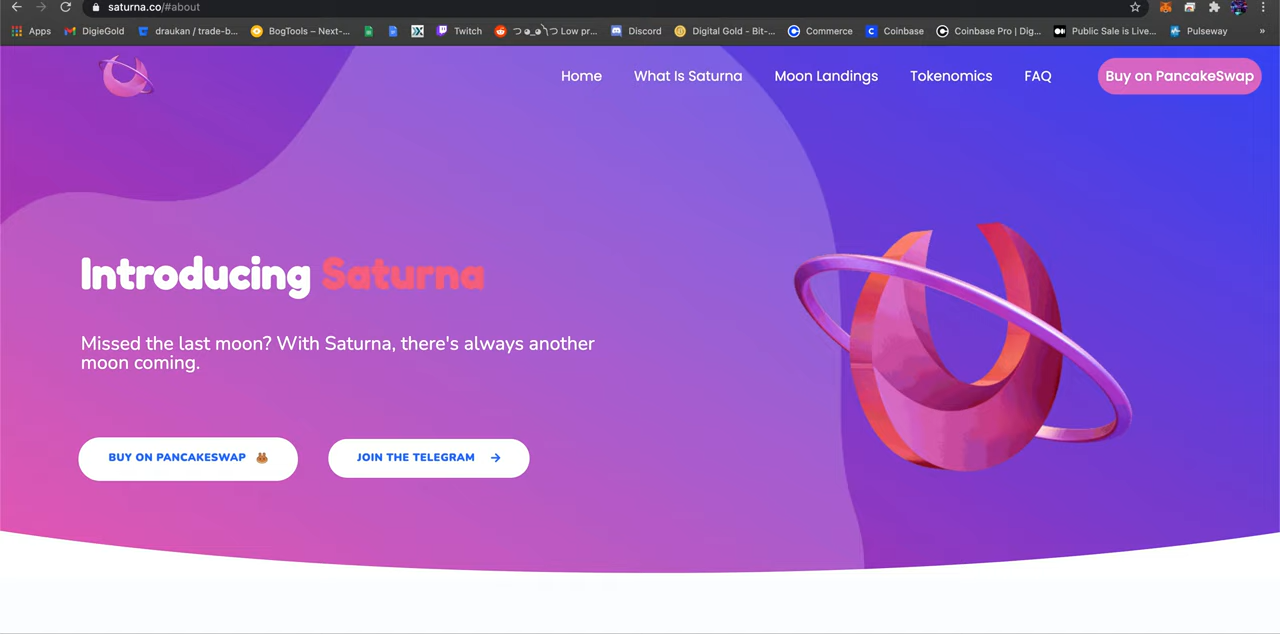 saturna.co/#about
Apps
DigieGold
draukan / trade-b...
BogTools – Next-...
Twitch
Low pr...
Discord
Digital Gold - Bit-...
Commerce
Coinbase
Coinbase Pro | Dig...
Public Sale is Live...
Pulseway
»
Home
What Is Saturna
Moon Landings
Tokenomics
FAQ
Buy on PancakeSwap
Introducing Saturna
Missed the last moon? With Saturna, there's always another
moon coming.
BUY ON PANCAKESWAP
JOIN THE TELEGRAM